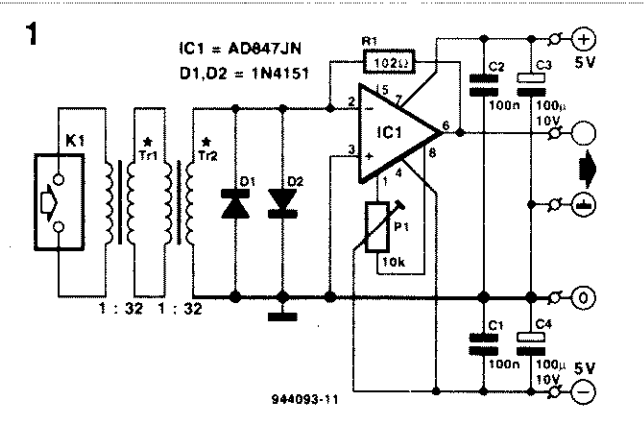 1
IC1 = AD847JN
D1,D2 = 1N4151
R1
102Ω
C2
100n
C3
100µ
10V
+
5V
K1
*
Tr1
*
Tr2
2
−
5
7
IC1
6
3
+
8
4
1
D1
D2
P1
10k
1 : 32
1 : 32
0
C1
100n
C4
100µ
10V
5V
−
944093-11